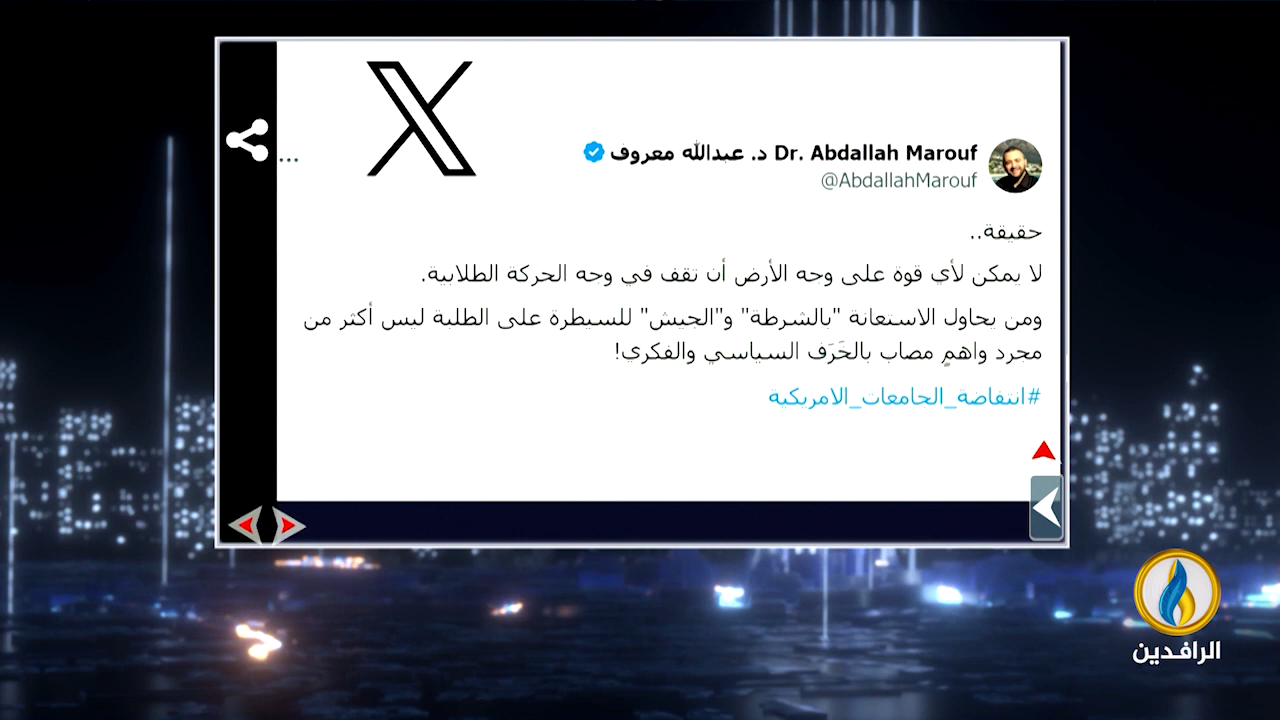 X
Dr. Abdallah Marouf د. عبدالله معروف
@AbdallahMarouf
...
حقيقة..
لا يمكن لأي قوة على وجه الأرض أن تقف في وجه الحركة الطلابية.
ومن يحاول الاستعانة "بالشرطة" و"الجيش" للسيطرة على الطلبة ليس أكثر من
مجرد واهمٍ مصاب بالخَرَف السياسي والفكري!
#انتفاضة_الجامعات_الامريكية
الرافدين